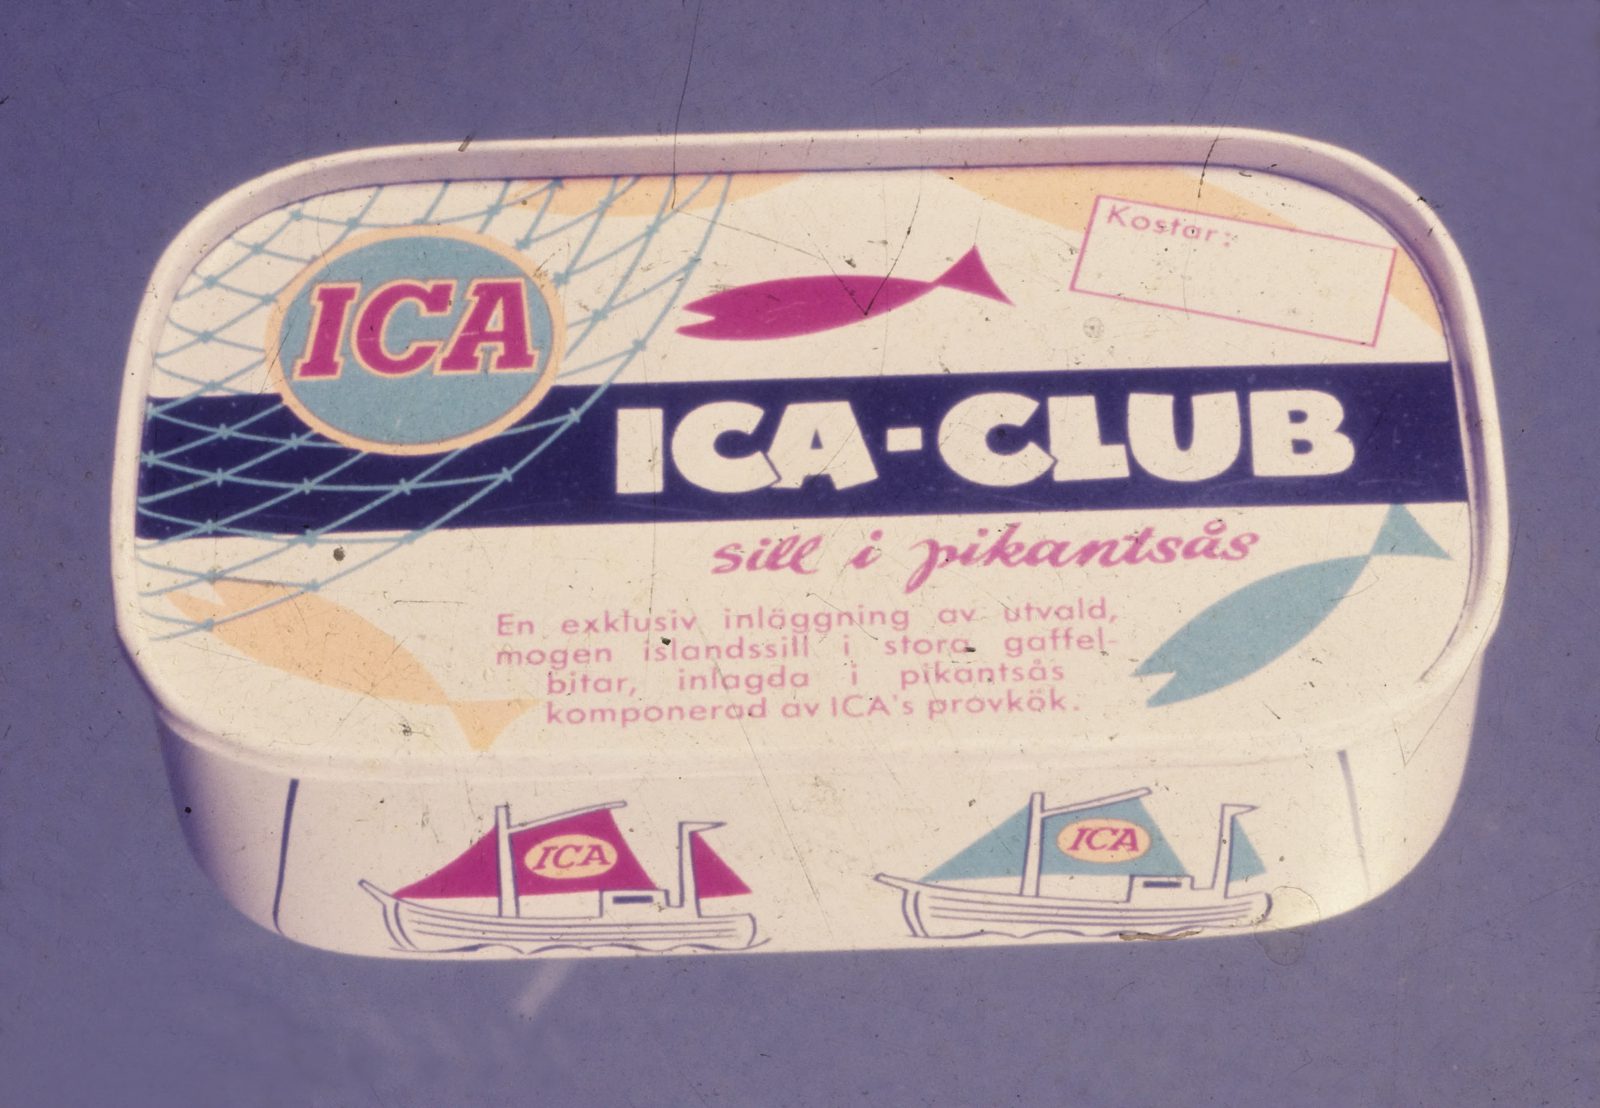 Kostar:
ICA
ICA-CLUB
sill i pikantsås
En exklusiv inläggning av utvald,
mogen islandssill i stora gaffel-
bitar, inlagda i pikantsås
komponerad av ICA's provkök.
ICA
ICA